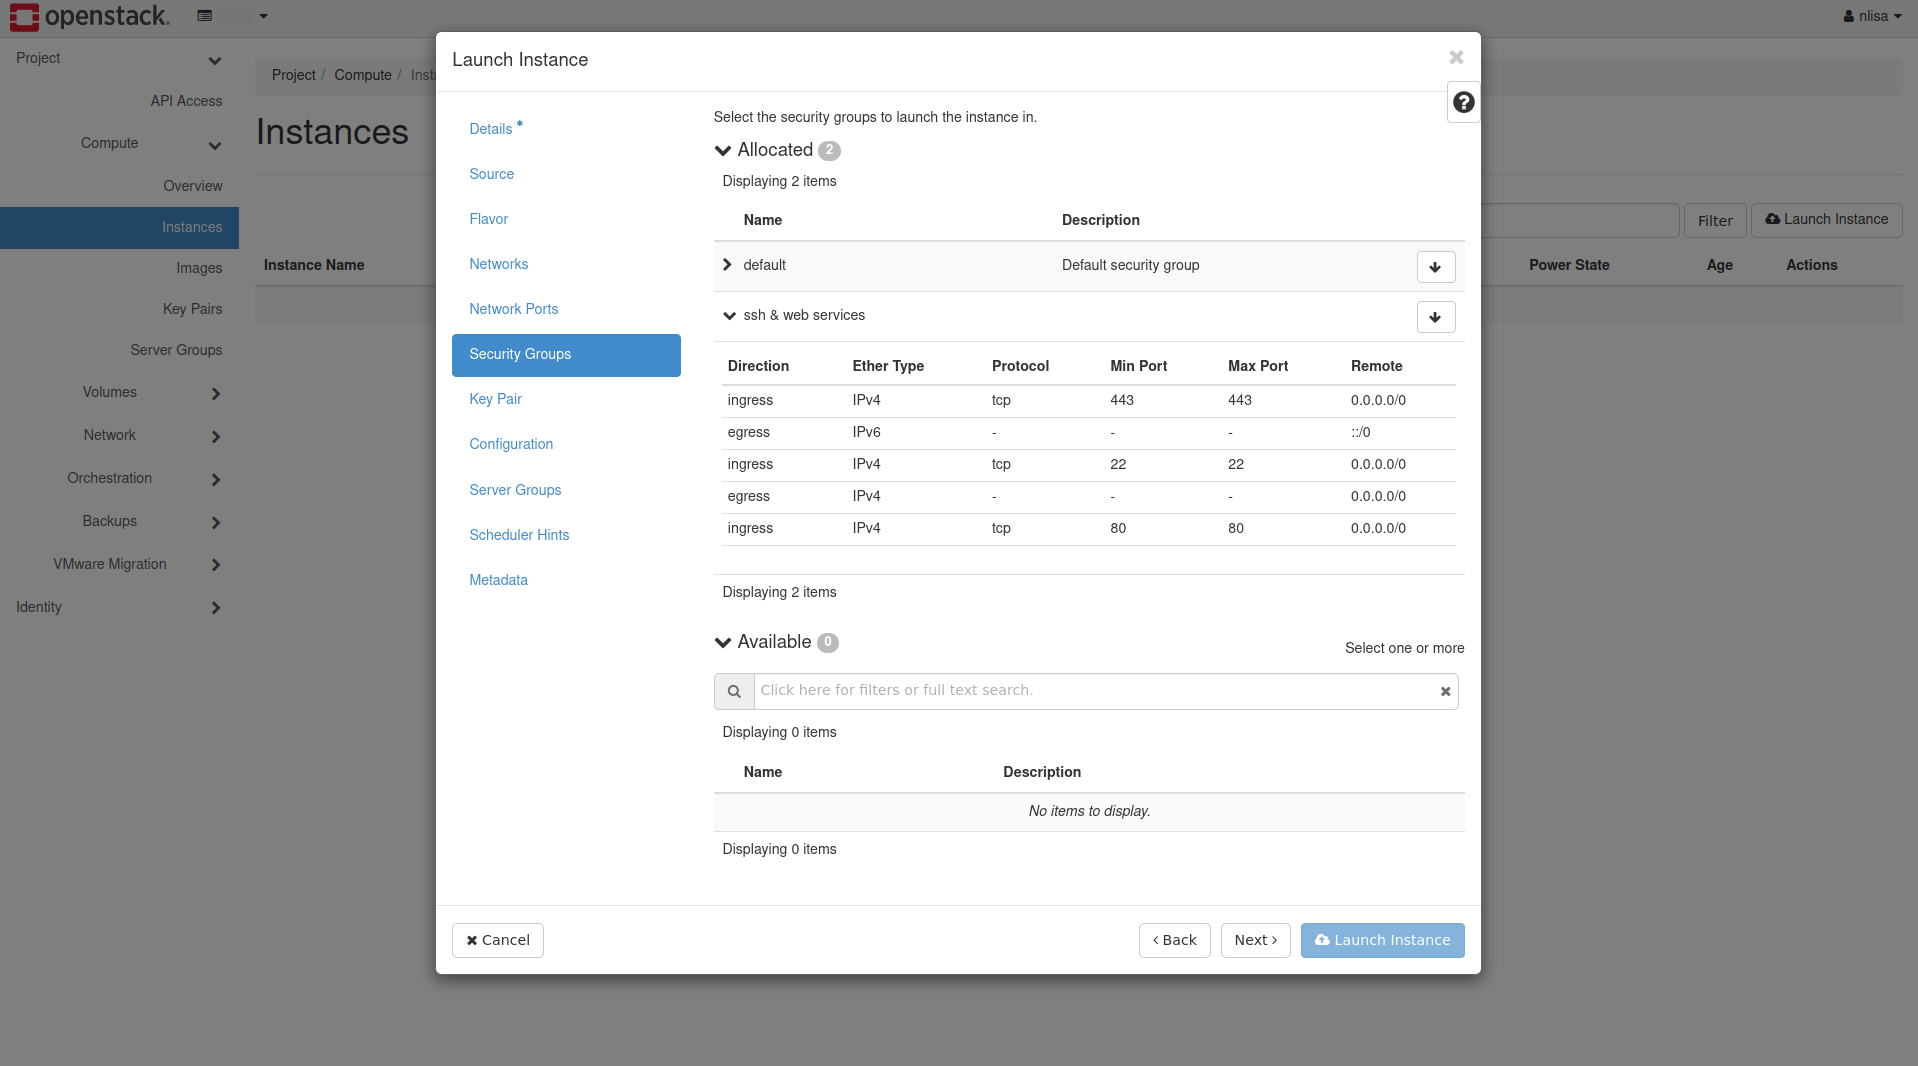 openstack.
nlisa
Project
API Access
Compute
Overview
Instances
Images
Key Pairs
Server Groups
Volumes
Network
Orchestration
Backups
VMware Migration
Identity
Project / Compute / Insta
Instances
Filter
Launch Instance
Instance Name
Power State
Age
Actions
Launch Instance
Details *
Source
Flavor
Networks
Network Ports
Security Groups
Key Pair
Configuration
Server Groups
Scheduler Hints
Metadata
Select the security groups to launch the instance in.
Allocated 2
Displaying 2 items
Name Description
default Default security group
ssh & web services
Direction Ether Type Protocol Min Port Max Port Remote
ingress IPv4 tcp 443 443 0.0.0.0/0
egress IPv6 - - - ::/0
ingress IPv4 tcp 22 22 0.0.0.0/0
egress IPv4 - - - 0.0.0.0/0
ingress IPv4 tcp 80 80 0.0.0.0/0
Displaying 2 items
Available 0
Select one or more
Click here for filters or full text search.
Displaying 0 items
Name Description
No items to display.
Displaying 0 items
Cancel
Back
Next
Launch Instance